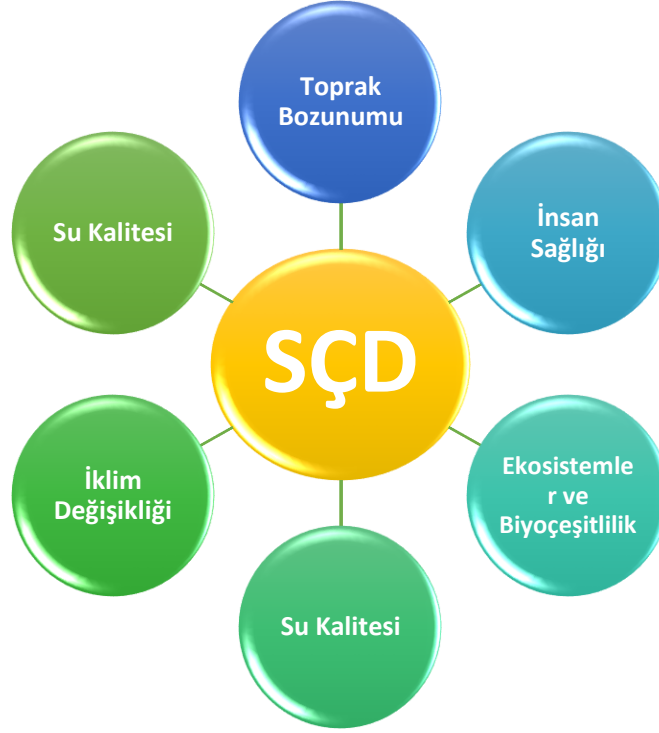 Toprak
Bozunumu
Su Kalitesi
İnsan
Sağlığı
SÇD
İklim
Değişikliği
Ekosistemle
r ve
Biyoçeşitlilik
Su Kalitesi